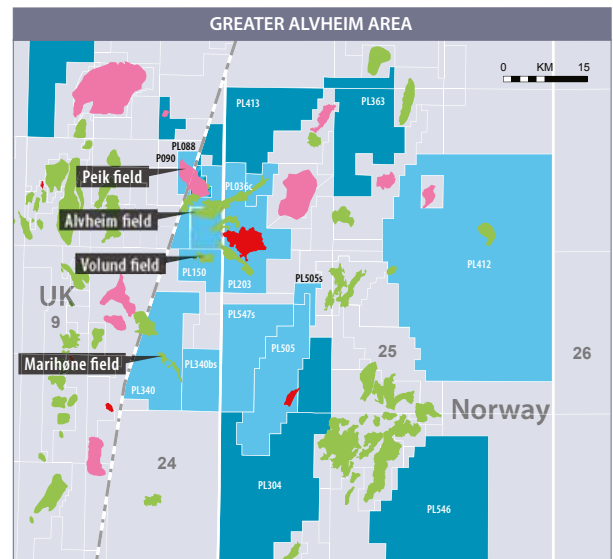 GREATER ALVHEIM AREA
0 KM 15
PL413
PL363
PL088
P090
Peik field
PL036c
Alvheim field
Volund field
PL150
PL203
PL505s
PL412
UK
9
PL547s
PL505
25
26
Marihøne field
PL340bs
PL340
Norway
24
PL304
PL546